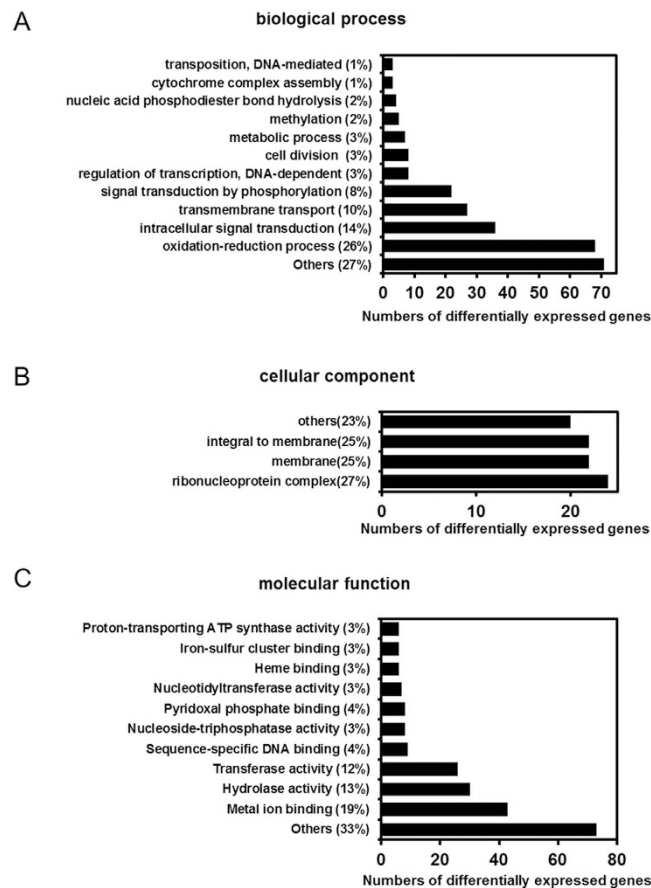 A
biological process
transposition, DNA-mediated (1%)
cytochrome complex assembly (1%)
nucleic acid phosphodiester bond hydrolysis (2%)
methylation (2%)
metabolic process (3%)
cell division (3%)
regulation of transcription, DNA-dependent (3%)
signal transduction by phosphorylation (8%)
transmembrane transport (10%)
intracellular signal transduction (14%)
oxidation-reduction process (26%)
Others (27%)
0 10 20 30 40 50 60 70
Numbers of differentially expressed genes
B
cellular component
others(23%)
integral to membrane(25%)
membrane(25%)
ribonucleoprotein complex(27%)
0 10 20
Numbers of differentially expressed genes
C
molecular function
Proton-transporting ATP synthase activity (3%)
Iron-sulfur cluster binding (3%)
Heme binding (3%)
Nucleotidyltransferase activity (3%)
Pyridoxal phosphate binding (4%)
Nucleoside-triphosphatase activity (3%)
Sequence-specific DNA binding (4%)
Transferase activity (12%)
Hydrolase activity (13%)
Metal ion binding (19%)
Others (33%)
0 20 40 60 80
Numbers of differentially expressed genes